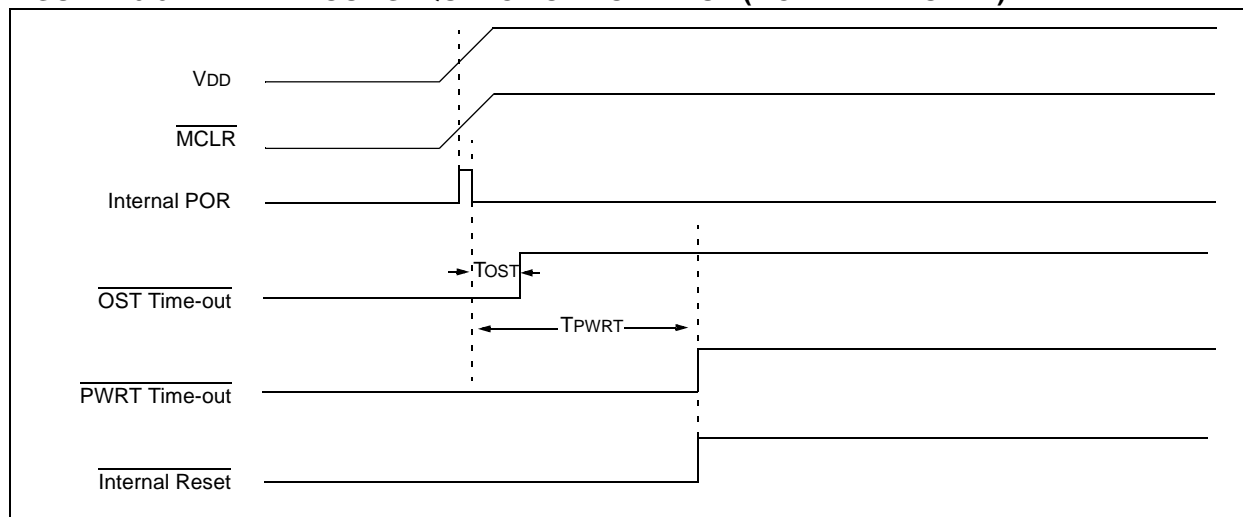 VDD
MCLR
Internal POR
TOST
OST Time-out
TPWRT
PWRT Time-out
Internal Reset